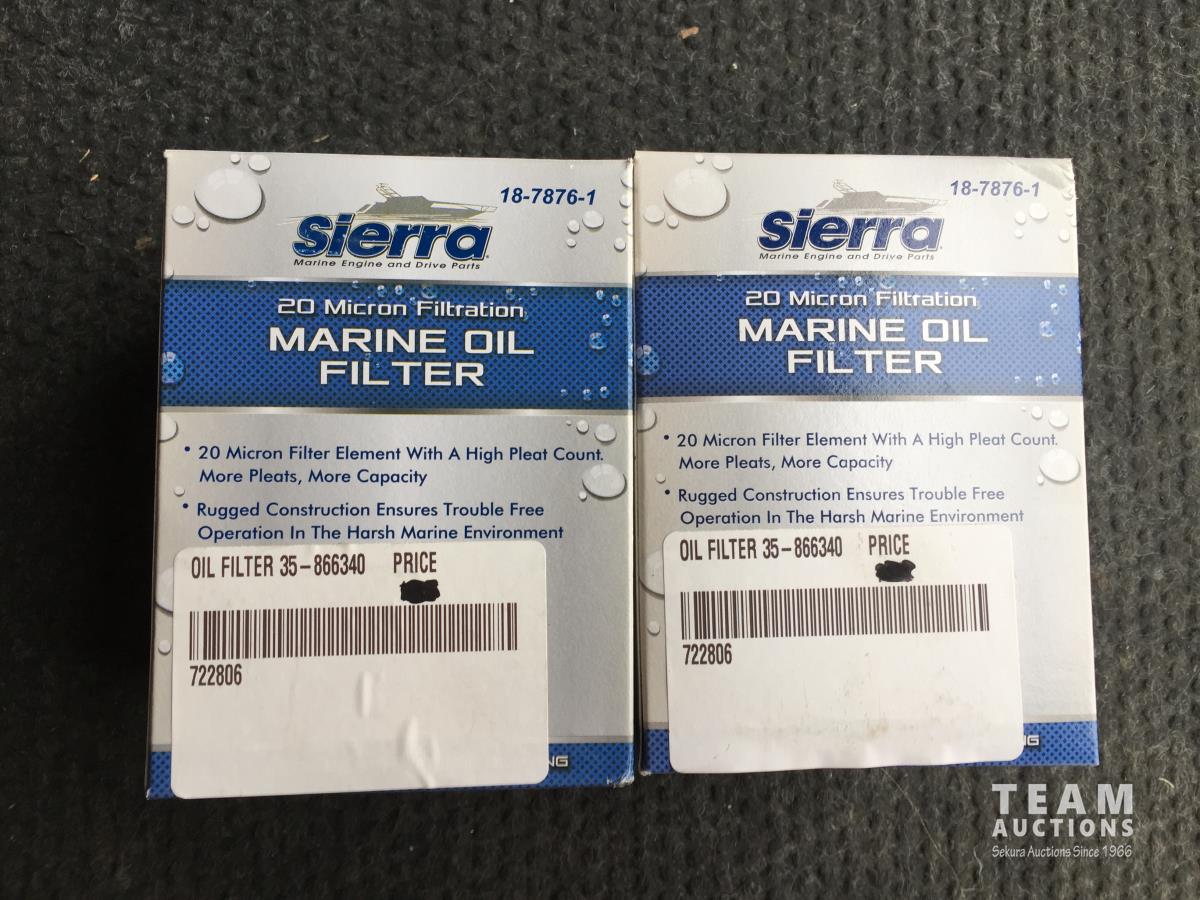 18-7876-1
Sierra
Marine Engine and Drive Parts
20 Micron Filtration
MARINE OIL
FILTER
• 20 Micron Filter Element With A High Pleat Count.
More Pleats, More Capacity
• Rugged Construction Ensures Trouble Free
Operation In The Harsh Marine Environment
OIL FILTER 35-866340 PRICE
722806
18-7876-1
Sierra
Marine Engine and Drive Parts
20 Micron Filtration
MARINE OIL
FILTER
• 20 Micron Filter Element With A High Pleat Count.
More Pleats, More Capacity
• Rugged Construction Ensures Trouble Free
Operation In The Harsh Marine Environment
OIL FILTER 35-866340 PRICE
722806
TEAM
AUCTIONS
Sekura Auctions Since 1966